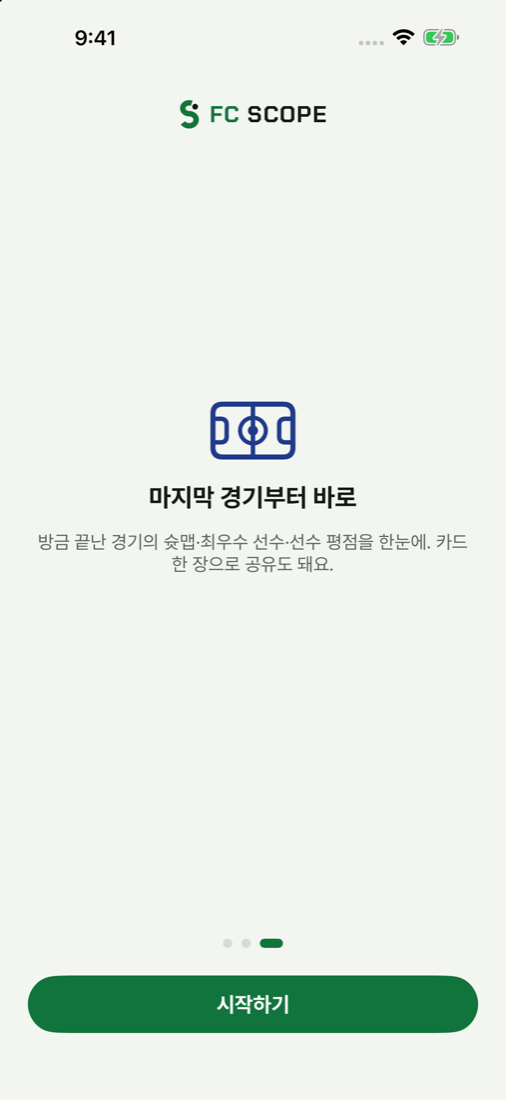 9:41
FC SCOPE
마지막 경기부터 바로
방금 끝난 경기의 슛맵·최우수 선수·선수 평점을 한눈에. 카드
한 장으로 공유도 돼요.
시작하기